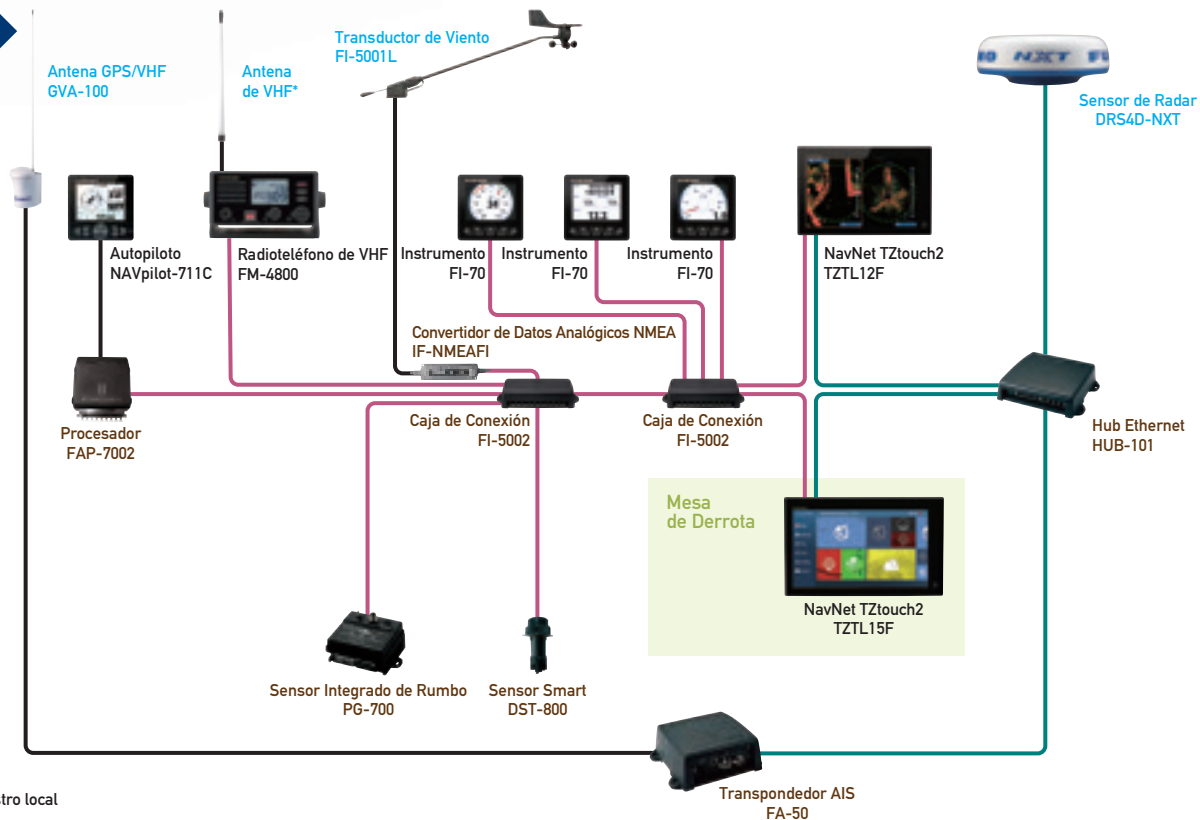 Transductor de Viento
FI-5001L
Antena GPS/VHF
GVA-100
Antena
de VHF*
NXT
Sensor de Radar
DRS4D-NXT
Autopiloto
NAVpilot-711C
Radioteléfono de VHF
FM-4800
Instrumento
FI-70
Instrumento
FI-70
Instrumento
FI-70
NavNet TZtouch2
TZTL12F
Convertidor de Datos Analógicos NMEA
IF-NMEAFI
Procesador
FAP-7002
Caja de Conexión
FI-5002
Caja de Conexión
FI-5002
Hub Ethernet
HUB-101
Mesa
de Derrota
NavNet TZtouch2
TZTL15F
Sensor Integrado de Rumbo
PG-700
Sensor Smart
DST-800
Transpondedor AIS
FA-50
stro local